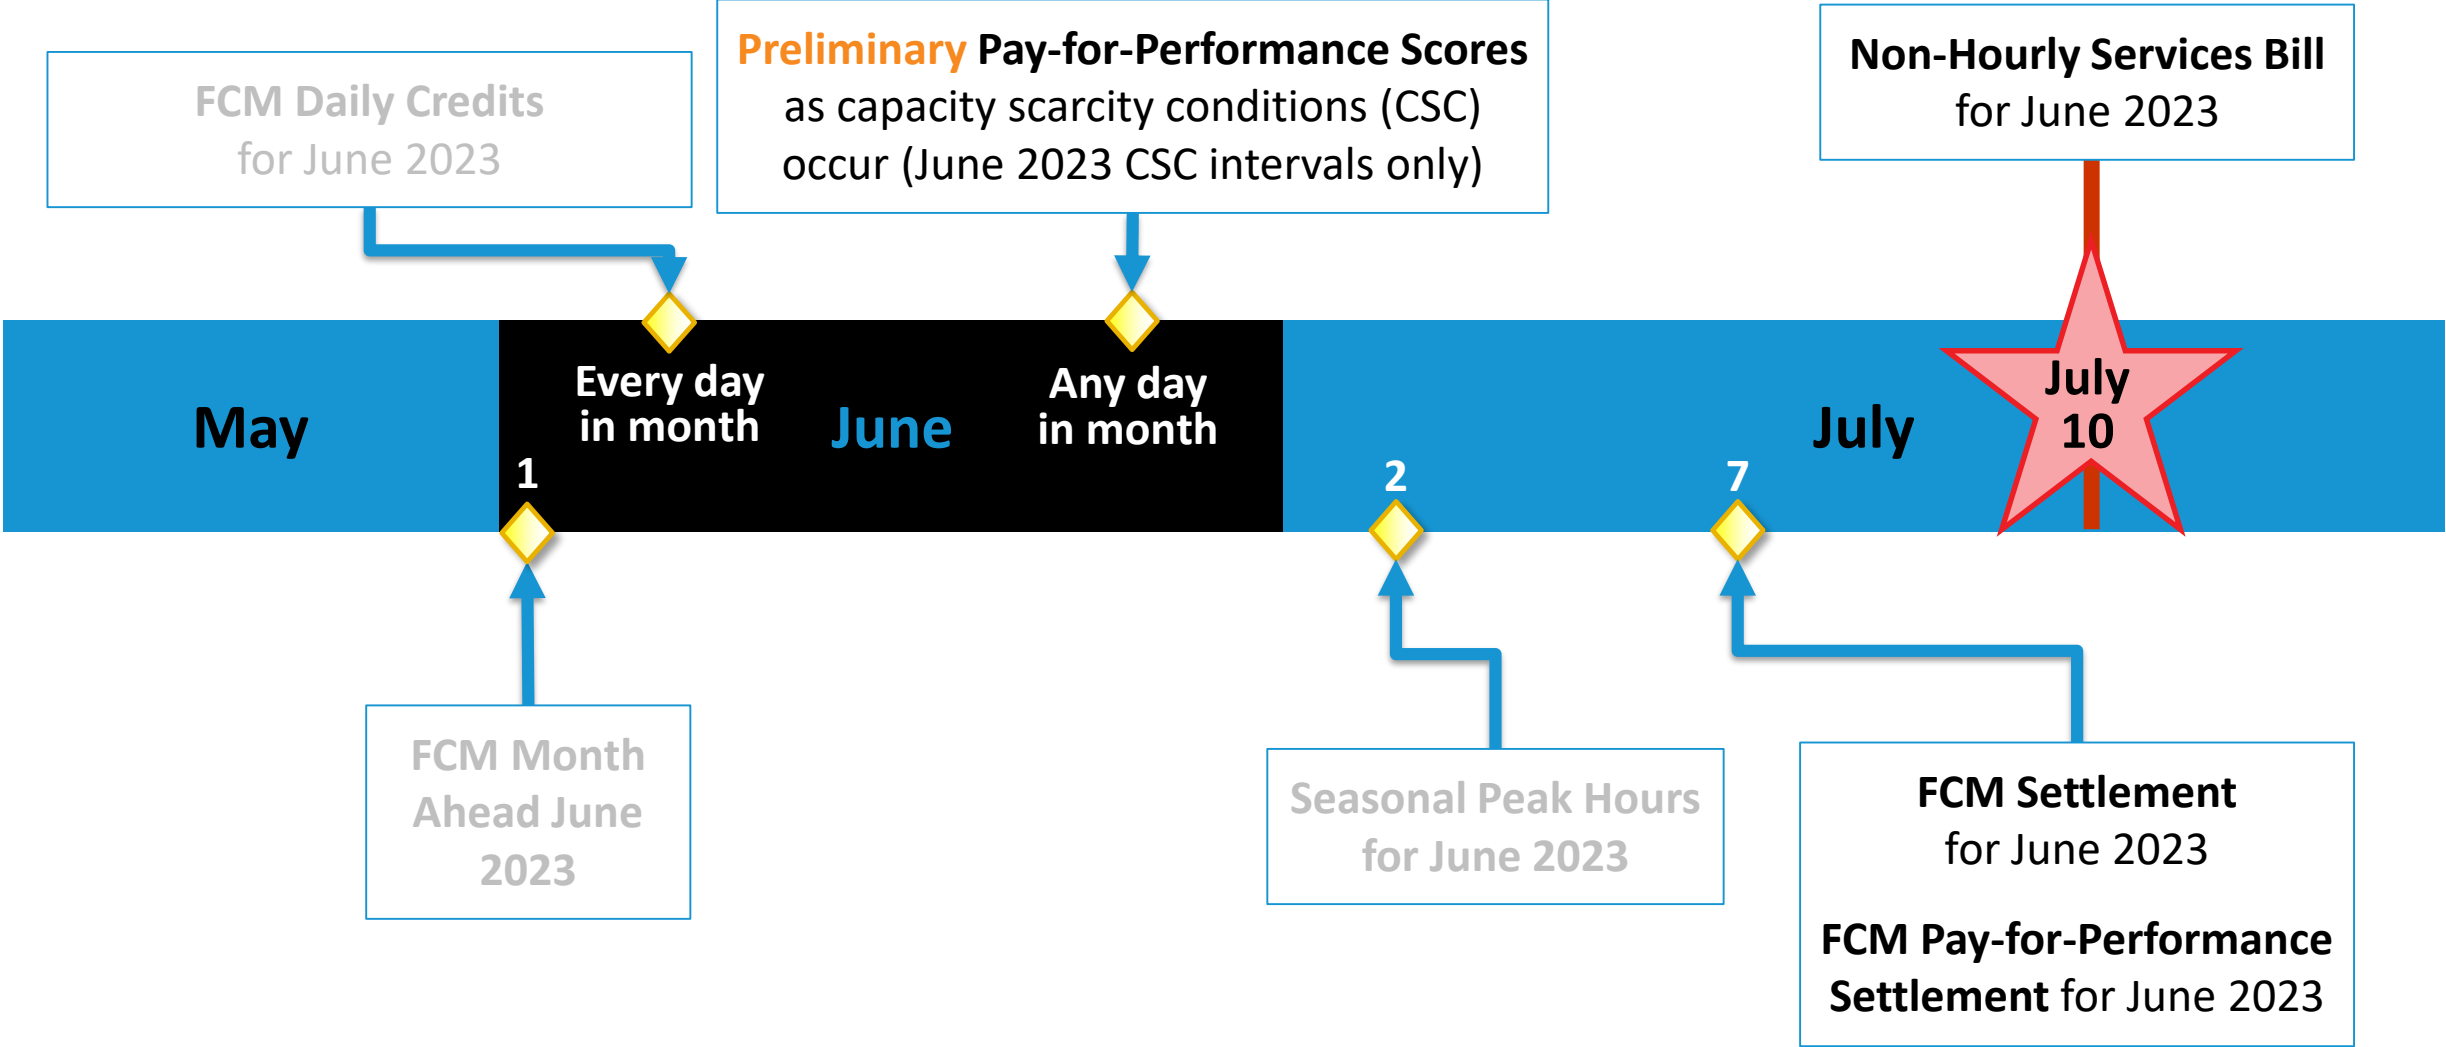 FCM Daily Credits
for June 2023
Preliminary Pay-for-Performance Scores
as capacity scarcity conditions (CSC)
occur (June 2023 CSC intervals only)
Non-Hourly Services Bill
for June 2023
May
Every day
in month
June
Any day
in month
July
July
10
1
2
7
FCM Month
Ahead June
2023
Seasonal Peak Hours
for June 2023
FCM Settlement
for June 2023
FCM Pay-for-Performance
Settlement for June 2023